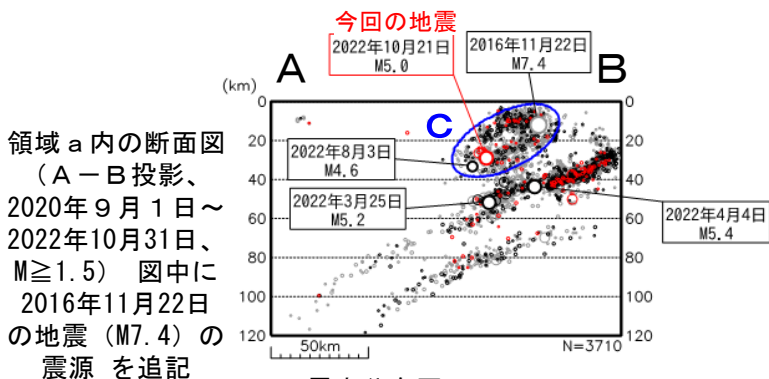 今回の地震
2022年10月21日
M5.0
2016年11月22日
M7.4
A
B
(km)
C
0
20
40
60
80
100
120
0
20
40
60
80
100
120
2022年8月3日
M4.6
2022年3月25日
M5.2
2022年4月4日
M5.4
50km
N=3710
領域a内の断面図
(A-B投影、
2020年9月1日~
2022年10月31日、
M≧1.5) 図中に
2016年11月22日
の地震(M7.4)の
震源 を追記